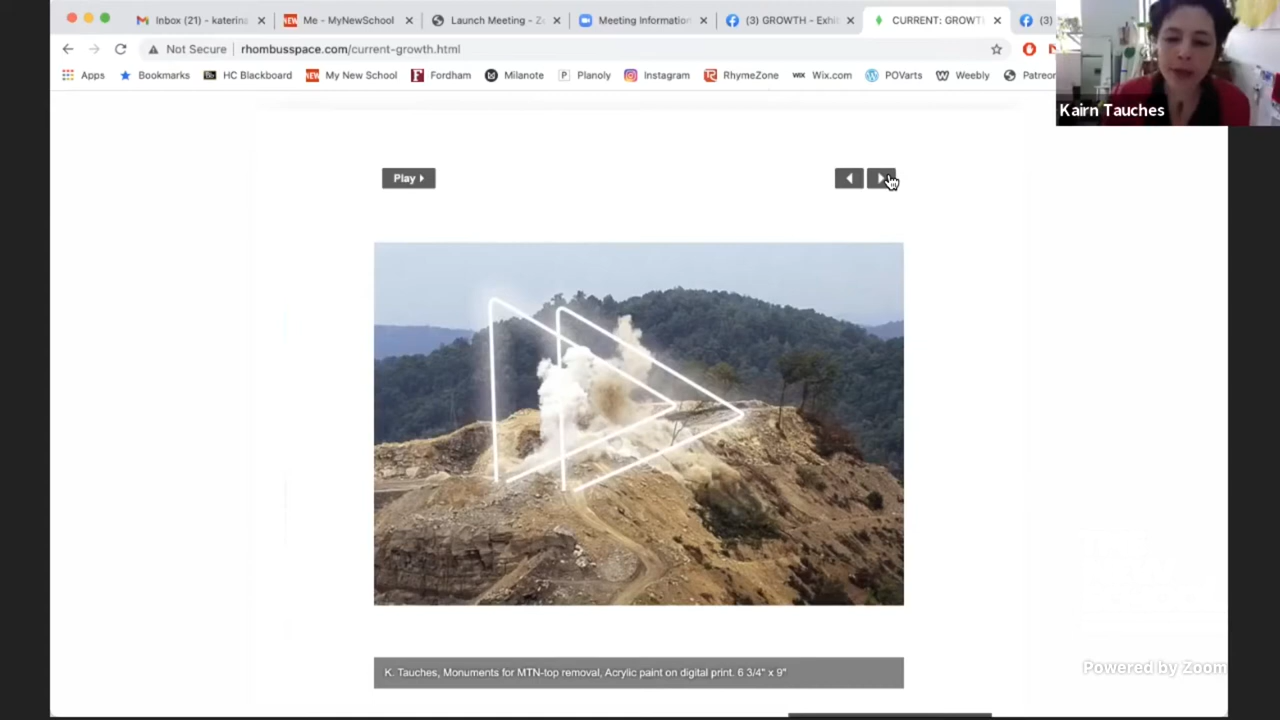 Inbox (21) - katerina
Me - MyNewSchool
Launch Meeting - Z
Meeting Information
(3) GROWTH - Exhi
CURRENT: GROWT
(3)
Not Secure
rhombusspace.com/current-growth.html
Apps
Bookmarks
HC Blackboard
My New School
Fordham
Milanote
Planoly
Instagram
RhymeZone
Wix.com
POVarts
Weebly
Patreo
Kairn Tauches
Play
K. Tauches, Monuments for MTN-top removal, Acrylic paint on digital print. 6 3/4" x 9"
Powered by Zoom